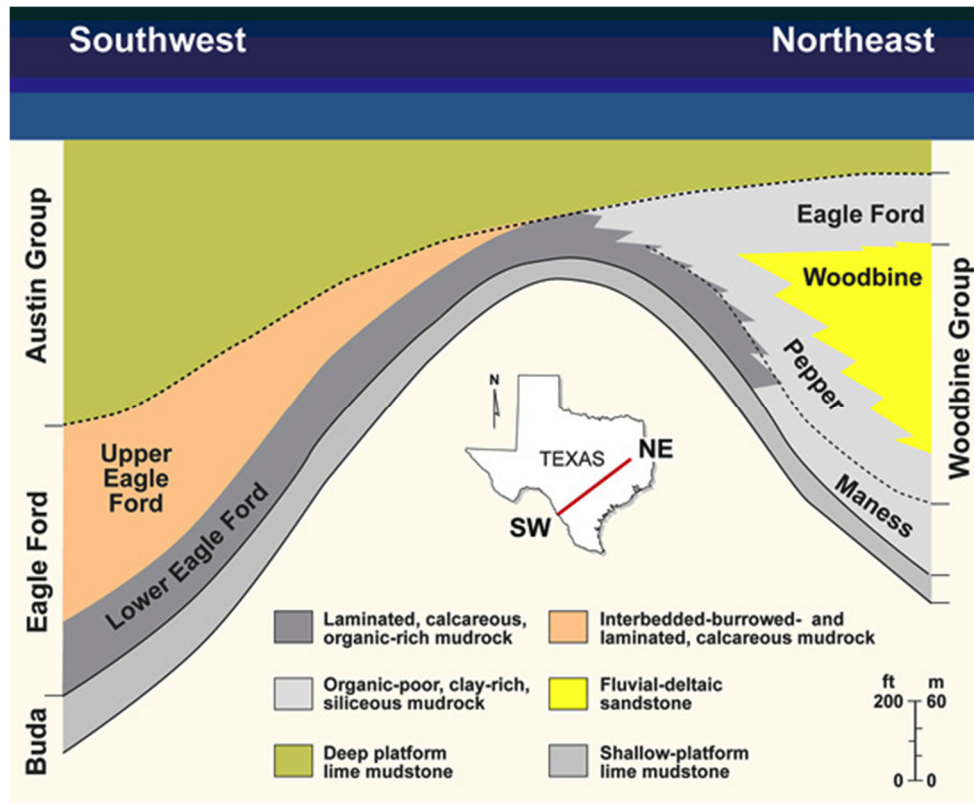 Southwest
Northeast
Austin Group
Eagle Ford
Buda
Upper
Eagle
Ford
Lower Eagle Ford
Eagle Ford
Woodbine
Pepper
Maness
Woodbine Group
N
TEXAS
NE
SW
Laminated, calcareous,
organic-rich mudrock
Interbedded-burrowed- and
laminated, calcareous mudrock
Organic-poor, clay-rich,
siliceous mudrock
Fluvial-deltaic
sandstone
Deep platform
lime mudstone
Shallow-platform
lime mudstone
ft m
200 60
0 0